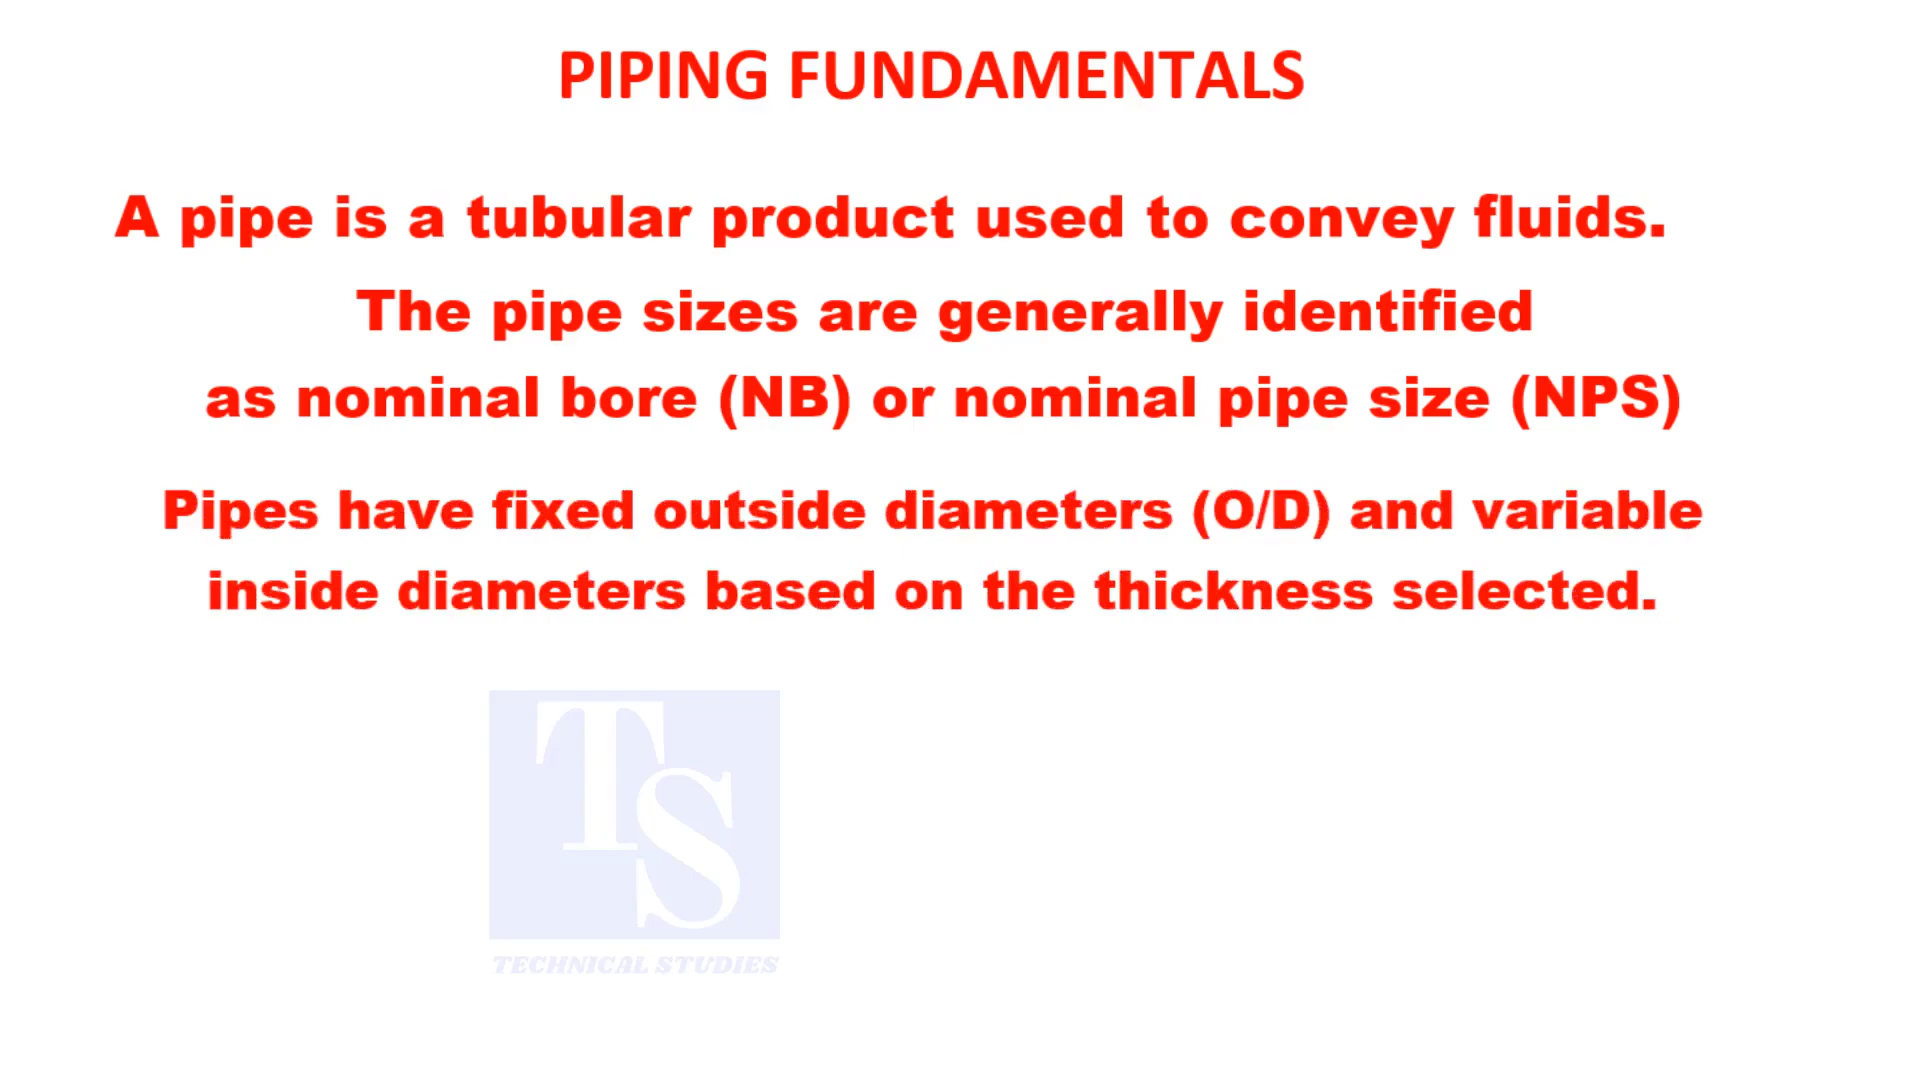 PIPING FUNDAMENTALS
A pipe is a tubular product used to convey fluids.
The pipe sizes are generally identified
as nominal bore (NB) or nominal pipe size (NPS)
Pipes have fixed outside diameters (O/D) and variable
inside diameters based on the thickness selected.
TS
TECHNICAL STUDIES